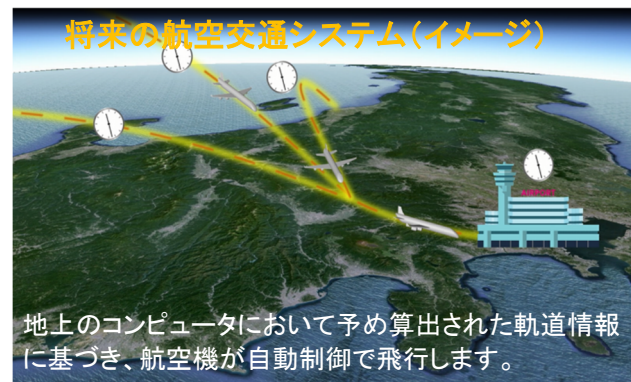 将来の航空交通システム(イメージ)
AIRPORT
地上のコンピュータにおいて予め算出された軌道情報
に基づき、航空機が自動制御で飛行します。